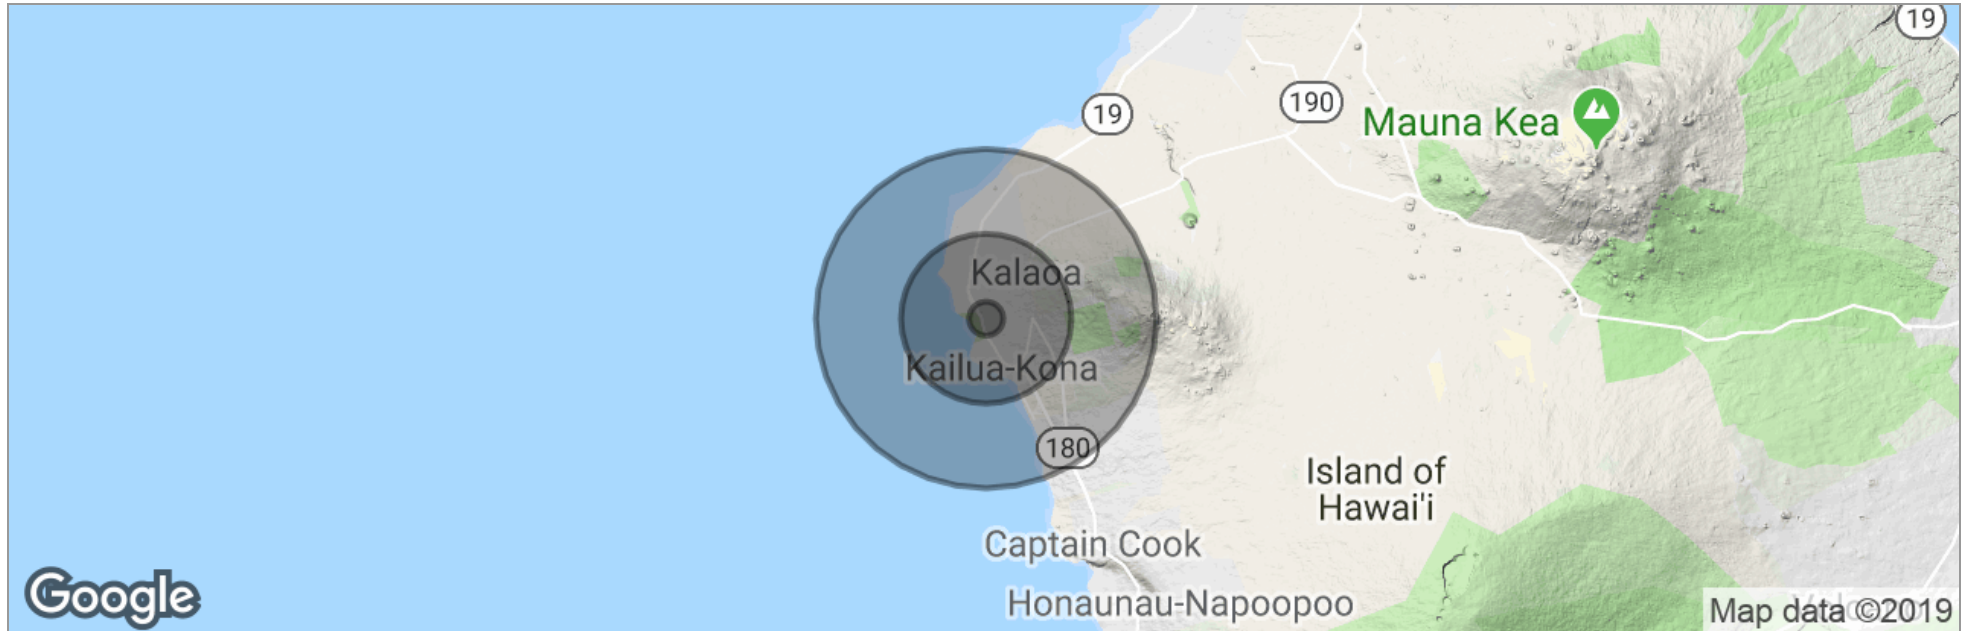 19
19
190
Mauna Kea
Kalaoa
Kailua-Kona
180
Island of
Hawai'i
Captain Cook
Honaunau-Napoopoo
Google
Map data ©2019